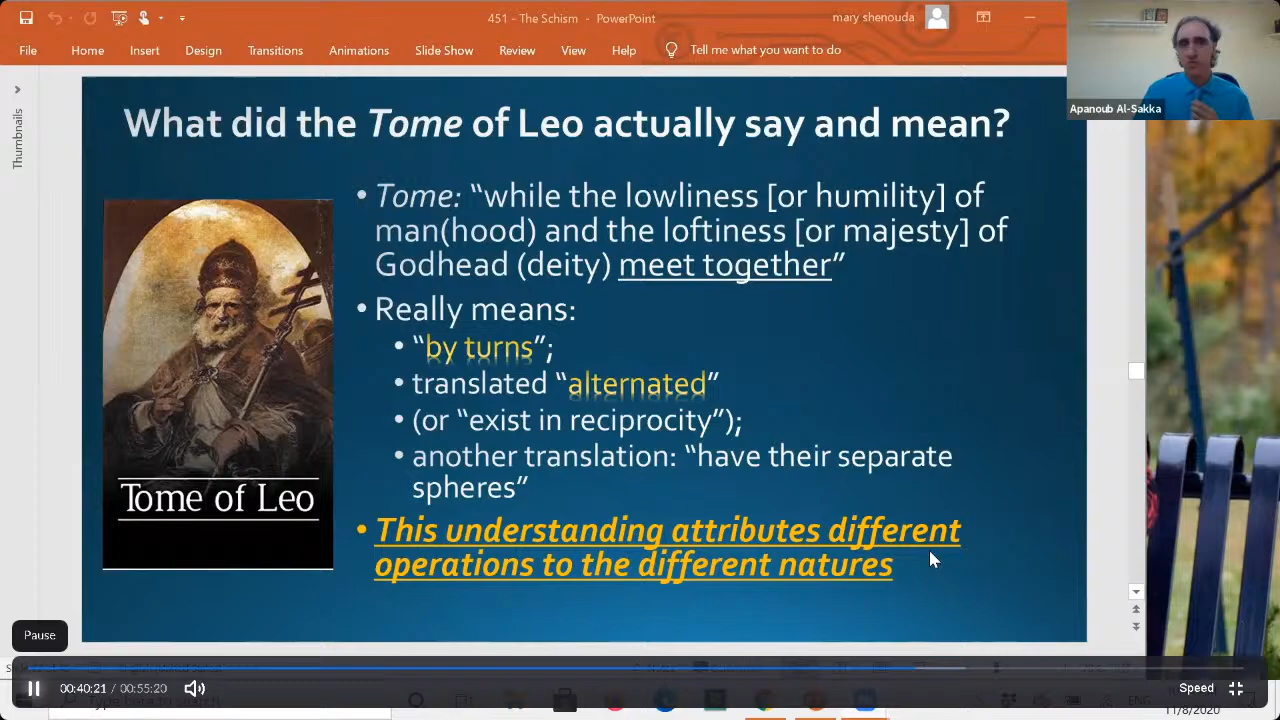 451 - The Schism - PowerPoint
mary shenouda
File Home Insert Design Transitions Animations Slide Show Review View Help Tell me what you want to do
Apanoub Al-Sakka
Thumbnails
What did the Tome of Leo actually say and mean?
• Tome: “while the lowliness [or humility] of
man(hood) and the loftiness [or majesty] of
Godhead (deity) meet together”
• Really means:
• “by turns”;
• translated “alternated”
• (or “exist in reciprocity”);
• another translation: “have their separate
spheres”
• This understanding attributes different
operations to the different natures
Tome of Leo
Pause
00:40:21 / 00:55:20
Speed
11/8/2020